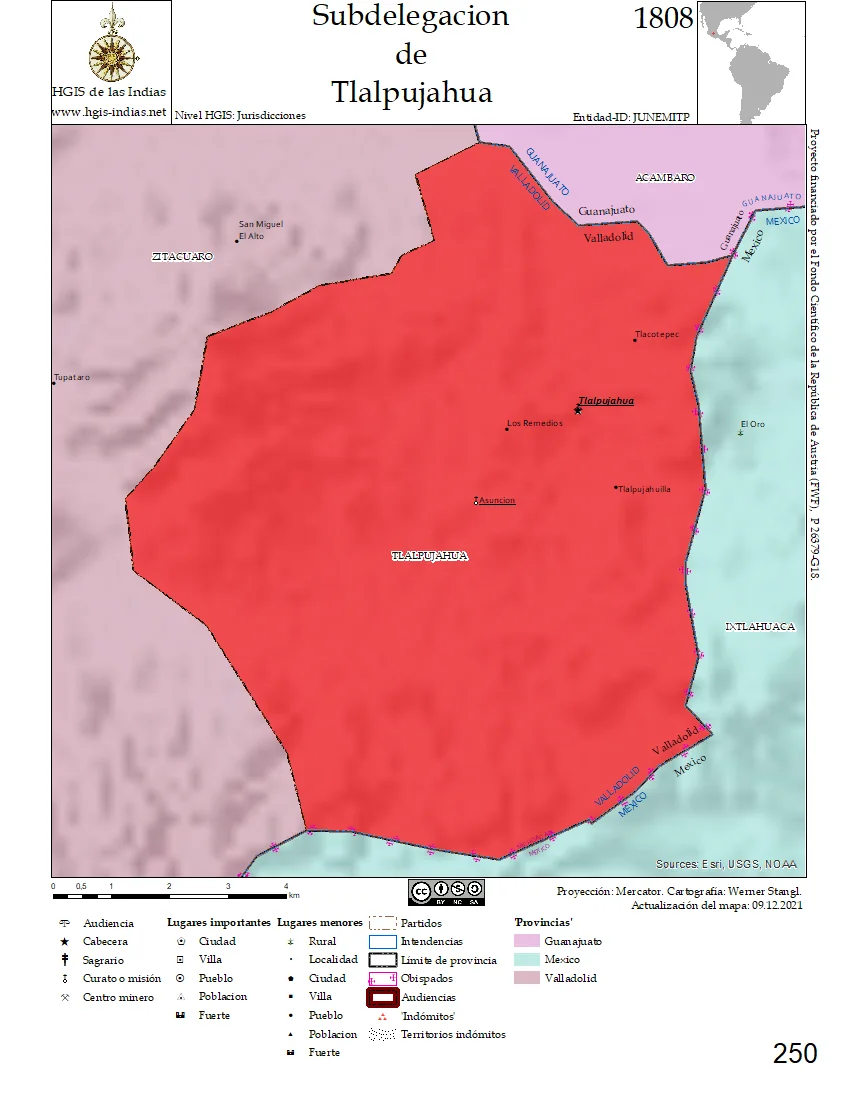 Subdelegacion
de
Tlalpujahua
1808
HGIS de las Indias
www.hgis-indias.net
Nivel HGIS: Jurisdicciones
Entidad-ID: JUNEMITP
GUANAJUATO
VALLADOLID
ACAMBARO
Guanajuato
Valladolid
GUANAJUATO
MEXICO
Guanajuato
Mexico
San Miguel
El Alto
ZITACUARO
Tupataro
Tlacotepec
Tlalpujahua
Los Remedios
El Oro
Asuncion
Tlalpujahuilla
TLALPUJAHUA
IXTLAHUACA
Valladolid
Mexico
VALLADOLID
MEXICO
MEXICO
Sources: Esri, USGS, NOAA
Proyecto financiado por el Fondo Científico de la República de Austria (FWF), P 26379-G18.
0 0,5 1 2 3 4
km
CC BY NC SA
Proyección: Mercator. Cartografía: Werner Stangl.
Actualización del mapa: 09.12.2021
Audiencia
Cabecera
Sagrario
Curato o misión
Centro minero
Lugares importantes
Ciudad
Villa
Pueblo
Poblacion
Fuerte
Lugares menores
Rural
Localidad
Ciudad
Villa
Pueblo
Poblacion
Fuerte
Partidos
Intendencias
Límite de provincia
Obispados
Audiencias
'Indómitos'
Territorios indómitos
'Provincias'
Guanajuato
Mexico
Valladolid
250